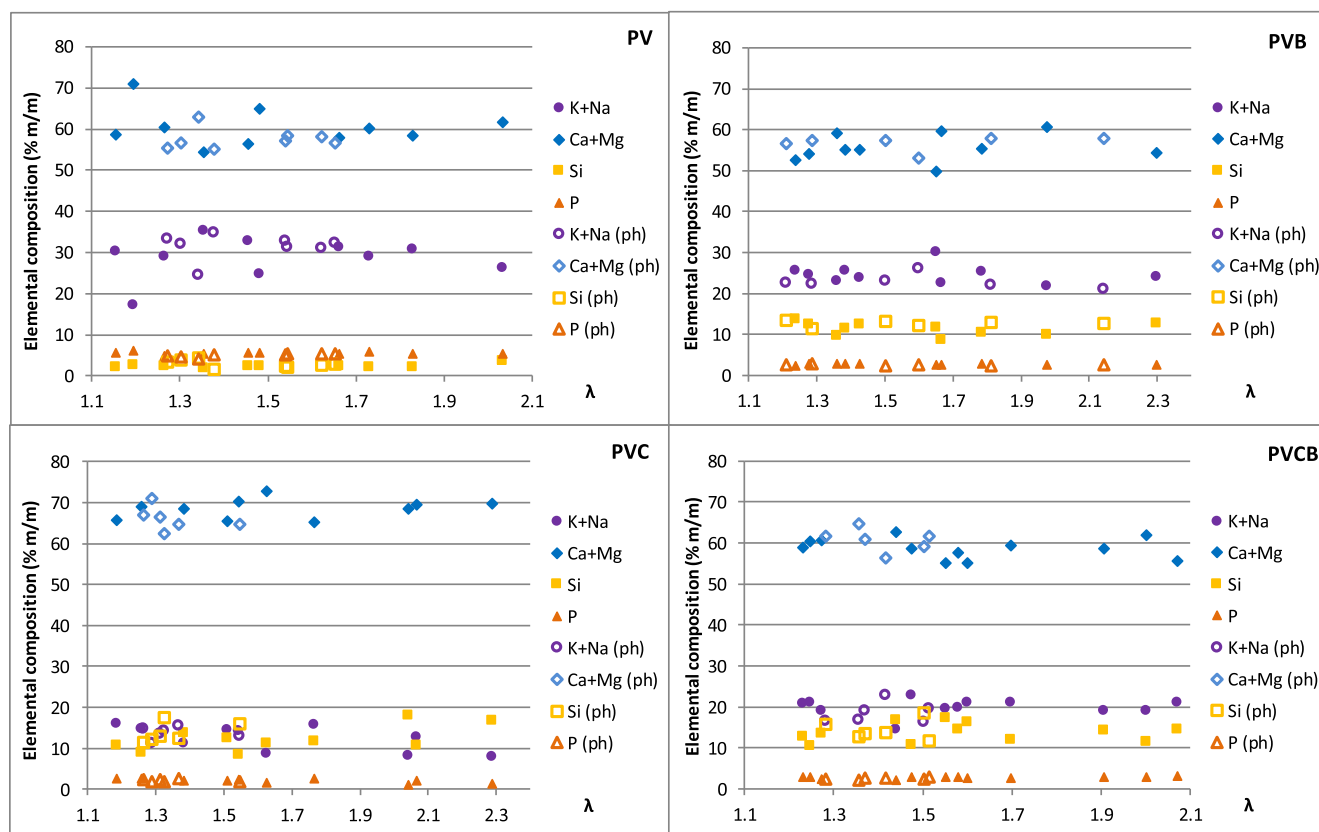 PV
Elemental composition (% m/m)
80
70
60
50
40
30
20
10
0
1.1 1.3 1.5 1.7 1.9 2.1
λ
K+Na
Ca+Mg
Si
P
K+Na (ph)
Ca+Mg (ph)
Si (ph)
P (ph)
PVB
Elemental composition (% m/m)
80
70
60
50
40
30
20
10
0
1.1 1.3 1.5 1.7 1.9 2.1 2.3
λ
K+Na
Ca+Mg
Si
P
K+Na (ph)
Ca+Mg (ph)
Si (ph)
P (ph)
PVC
Elemental composition (% m/m)
80
70
60
50
40
30
20
10
0
1.1 1.3 1.5 1.7 1.9 2.1 2.3
λ
K+Na
Ca+Mg
Si
P
K+Na (ph)
Ca+Mg (ph)
Si (ph)
P (ph)
PVCB
Elemental composition (% m/m)
80
70
60
50
40
30
20
10
0
1.1 1.3 1.5 1.7 1.9 2.1
λ
K+Na
Ca+Mg
Si
P
K+Na (ph)
Ca+Mg (ph)
Si (ph)
P (ph)